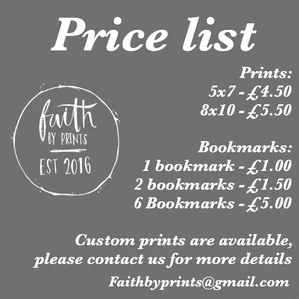 Price list
Prints:
5x7 - £4.50
8x10 - £5.50
faith
BY PRINTS
EST 2016
Bookmarks:
1 bookmark - £1.00
2 bookmarks - £1.50
6 Bookmarks - £5.00
Custom prints are available,
please contact us for more details
Faithbyprints@gmail.com